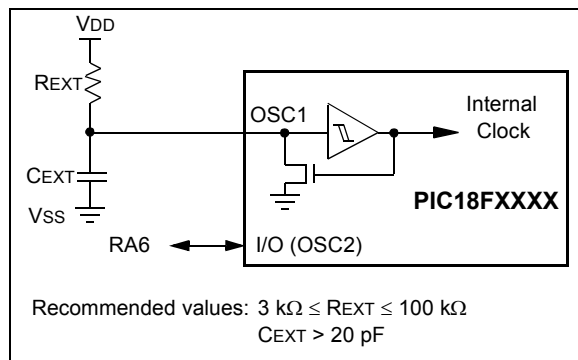 VDD
REXT
OSC1
Internal
Clock
CEXT
PIC18FXXXX
VSS
RA6
I/O (OSC2)
Recommended values: 3 kΩ ≤ REXT ≤ 100 kΩ
CEXT > 20 pF